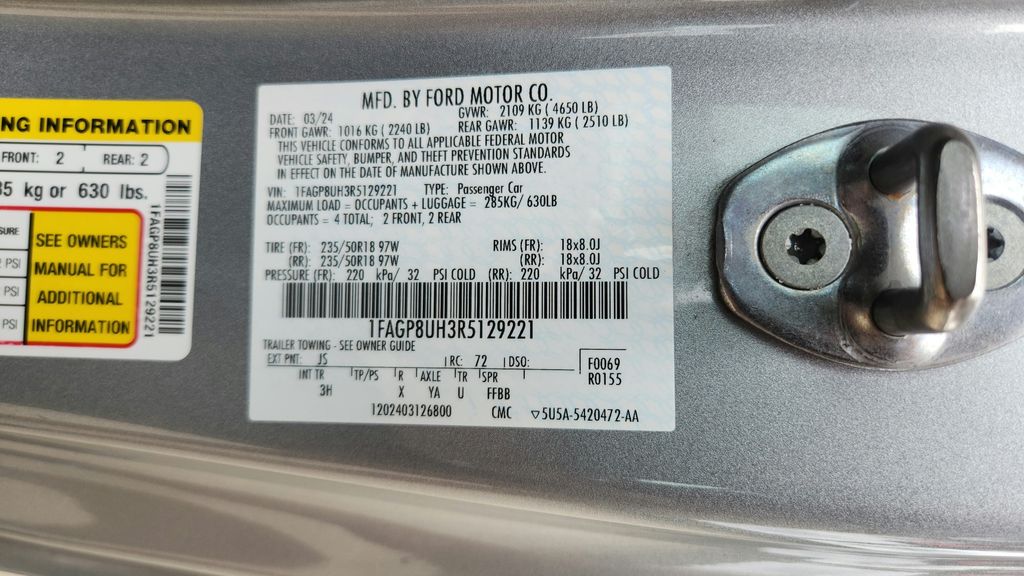 NG INFORMATION
FRONT: 2 REAR: 2
35 kg or 630 lbs.
SURE
PSI
PSI
SEE OWNERS
MANUAL FOR
ADDITIONAL
INFORMATION
1FAGP8UH3R5129221
MFD. BY FORD MOTOR CO.
DATE: 03/24 GVWR: 2109 KG ( 4650 LB)
FRONT GAWR: 1016 KG ( 2240 LB) REAR GAWR: 1139 KG ( 2510 LB)
THIS VEHICLE CONFORMS TO ALL APPLICABLE FEDERAL MOTOR
VEHICLE SAFETY, BUMPER, AND THEFT PREVENTION STANDARDS
IN EFFECT ON THE DATE OF MANUFACTURE SHOWN ABOVE.
VIN: 1FAGP8UH3R5129221 TYPE: Passenger Car
MAXIMUM LOAD = OCCUPANTS + LUGGAGE = 285KG/ 630LB
OCCUPANTS = 4 TOTAL; 2 FRONT, 2 REAR
TIRE (FR): 235/50R18 97W RIMS (FR): 18x8.0J
(RR): 235/50R18 97W (RR): 18x8.0J
PRESSURE (FR): 220 kPa/ 32 PSI COLD (RR): 220 kPa/ 32 PSI COLD
1FAGP8UH3R5129221
TRAILER TOWING - SEE OWNER GUIDE
EXT PNT: JS RC: 72 DSO: F0069
R0155
INT TR TP/PS R AXLE TR SPR
3H X YA U FFBB
1202403126800 CMC ▽5U5A-5420472-AA